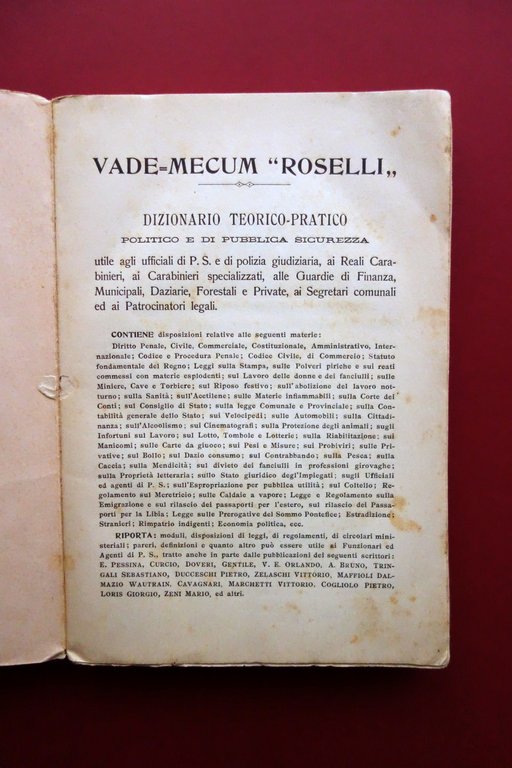 VADE=MECUM "ROSELLI„
DIZIONARIO TEORICO-PRATICO
POLITICO E DI PUBBLICA SICUREZZA
utile agli ufficiali di P. S. e di polizia giudiziaria, ai Reali Cara-
binieri, ai Carabinieri specializzati, alle Guardie di Finanza,
Municipali, Daziarie, Forestali e Private, ai Segretari comunali
ed ai Patrocinatori legali.
CONTIENE disposizioni relative alle seguenti materie:
Diritto Penale, Civile, Commerciale, Costituzionale, Amministrativo, Inter-
nazionale; Codice e Procedura Penale; Codice Civile, di Commercio; Statuto
fondamentale del Regno; Leggi sulla Stampa, sulle Polveri piriche e sui reati
commessi con materie esplodenti; sul Lavoro delle donne e dei fanciulli; sulle
Miniere, Cave e Torbiere; sul Riposo festivo; sull'abolizione del lavoro not-
turno; sulla Sanità; sull'Acetilene; sulle Materie infiammabili; sulla Corte dei
Conti; sul Consiglio di Stato; sulla legge Comunale e Provinciale; sulla Con-
tabilità generale dello Stato; sui Velocipedi; sulle Automobili; sulla Cittadi-
nanza; sull'Alcoolismo; sui Cinematografi; sulla Protezione degli animali; sugli
Infortuni sul Lavoro; sul Lotto, Tombole e Lotterie; sulla Riabilitazione; sui
Manicomi; sulle Carte da giuoco; sui Pesi e Misure; sui Probiviri; sulle Pri-
vative; sul Bollo; sul Dazio consumo; sul Contrabbando; sulla Pesca; sulla
Caccia; sulla Mendicità; sul divieto dei fanciulli in professioni girovaghe;
sulla Proprietà letteraria; sullo Stato giuridico degl'Impiegati; sugli Ufficiali
ed agenti di P. S.; sull'Espropriazione per pubblica utilità; sul Coltello; Re-
golamento sul Meretricio; sulle Caldaie a vapore; Legge e Regolamento sulla
Emigrazione e sul rilascio dei passaporti per l'estero, sul rilascio dei Passa-
porti per la Libia; Legge sulle Prerogative del Sommo Pontefice; Estradizione;
Stranieri; Rimpatrio indigenti; Economia politica, ecc.
RIPORTA: moduli, disposizioni di leggi, di regolamenti, di circolari mini-
steriali; pareri, definizioni e quanto altro può essere utile ai Funzionari ed
Agenti di P. S., tratto anche in parte dalle pubblicazioni dei seguenti scrittori:
E. PESSINA, CURCIO, DOVERI, GENTILE, V. E. ORLANDO, A. BRUNO, TRIN-
GALI SEBASTIANO, DUCCESCHI PIETRO, ZELASCHI VITTORIO, MAFFIOLI DAL-
MAZIO WAUTRAIN, CAVAGNARI, MARCHETTI VITTORIO, COGLIOLO PIETRO,
LORIS GIORGIO, ZENI MARIO, ed altri.